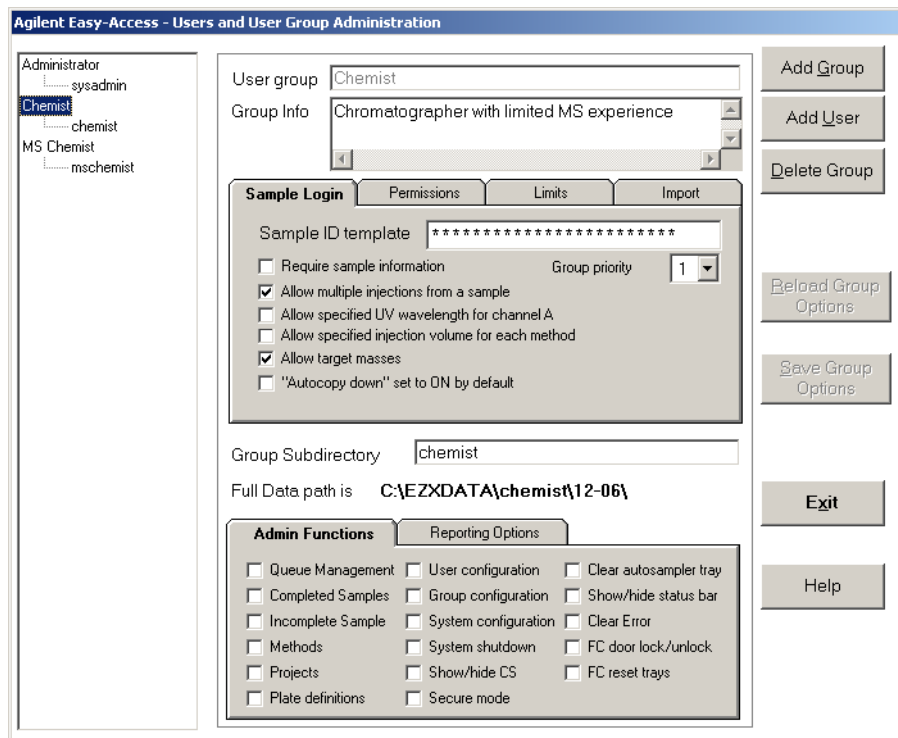 Agilent Easy-Access - Users and User Group Administration
Administrator
sysadmin
Chemist
chemist
MS Chemist
mschemist
User group Chemist
Group Info Chromatographer with limited MS experience
Sample Login Permissions Limits Import
Sample ID template ************************
Require sample information Group priority 1
Allow multiple injections from a sample
Allow specified UV wavelength for channel A
Allow specified injection volume for each method
Allow target masses
"Autocopy down" set to ON by default
Group Subdirectory chemist
Full Data path is C:\EZXDATA\chemist\12-06\
Admin Functions Reporting Options
Queue Management User configuration Clear autosampler tray
Completed Samples Group configuration Show/hide status bar
Incomplete Sample System configuration Clear Error
Methods System shutdown FC door lock/unlock
Projects Show/hide CS FC reset trays
Plate definitions Secure mode
Add Group
Add User
Delete Group
Reload Group
Options
Save Group
Options
Exit
Help